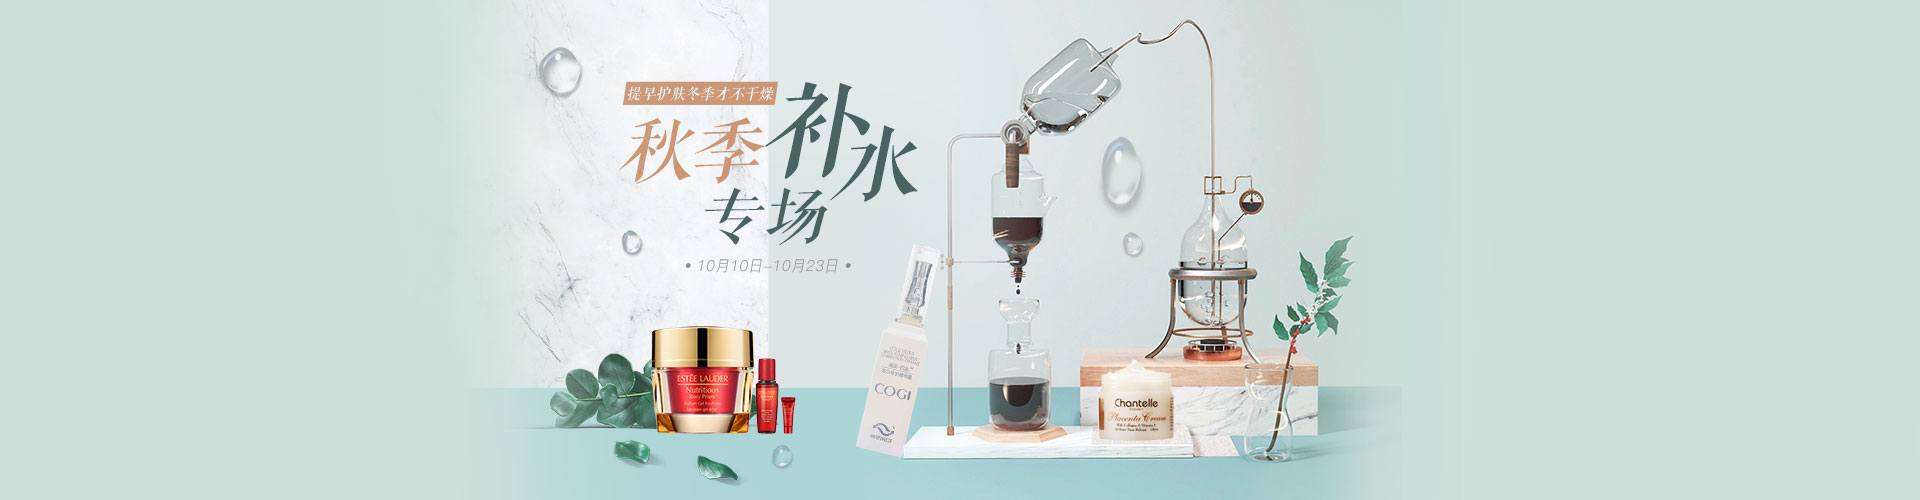 提早护肤冬季才不干燥
秋季补水
专场
• 10月10日-10月23日 •
ESTĒE LAUDER
Nutritious
COGI
Chantelle
Placenta Cream